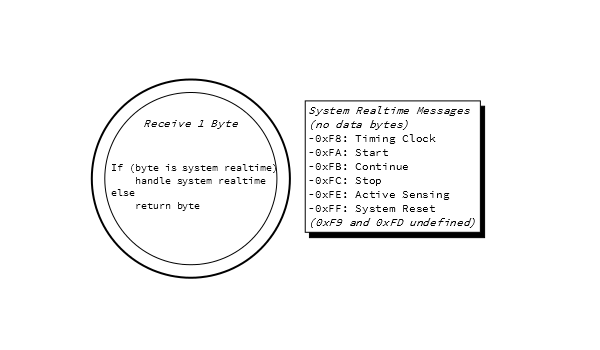 Receive 1 Byte
If (byte is system realtime)
handle system realtime
else
return byte
System Realtime Messages
(no data bytes)
-0xF8: Timing Clock
-0xFA: Start
-0xFB: Continue
-0xFC: Stop
-0xFE: Active Sensing
-0xFF: System Reset
(0xF9 and 0xFD undefined)